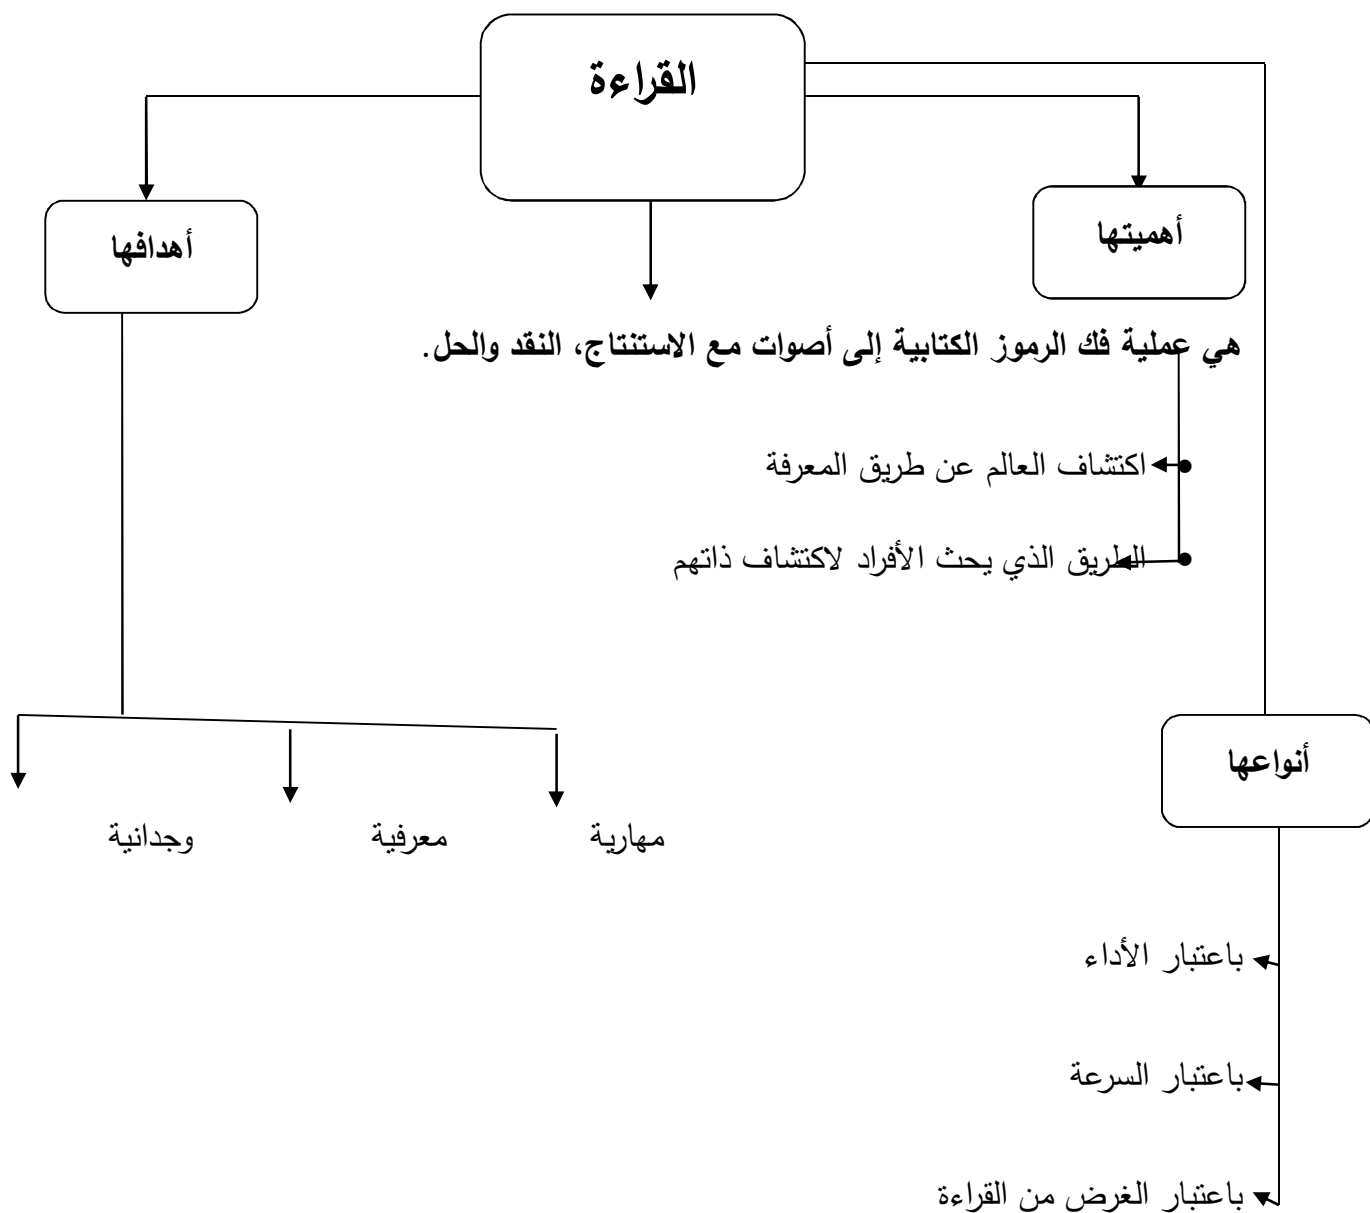 القراءة
أهميتها
أهدافها
هي عملية فك الرموز الكتابية إلى أصوات مع الاستنتاج، النقد والحل.
اكتشاف العالم عن طريق المعرفة
الطريق الذي يحث الأفراد لاكتشاف ذاتهم
أنواعها
مهارية معرفية وجدانية
باعتبار الأداء
باعتبار السرعة
باعتبار الغرض من القراءة